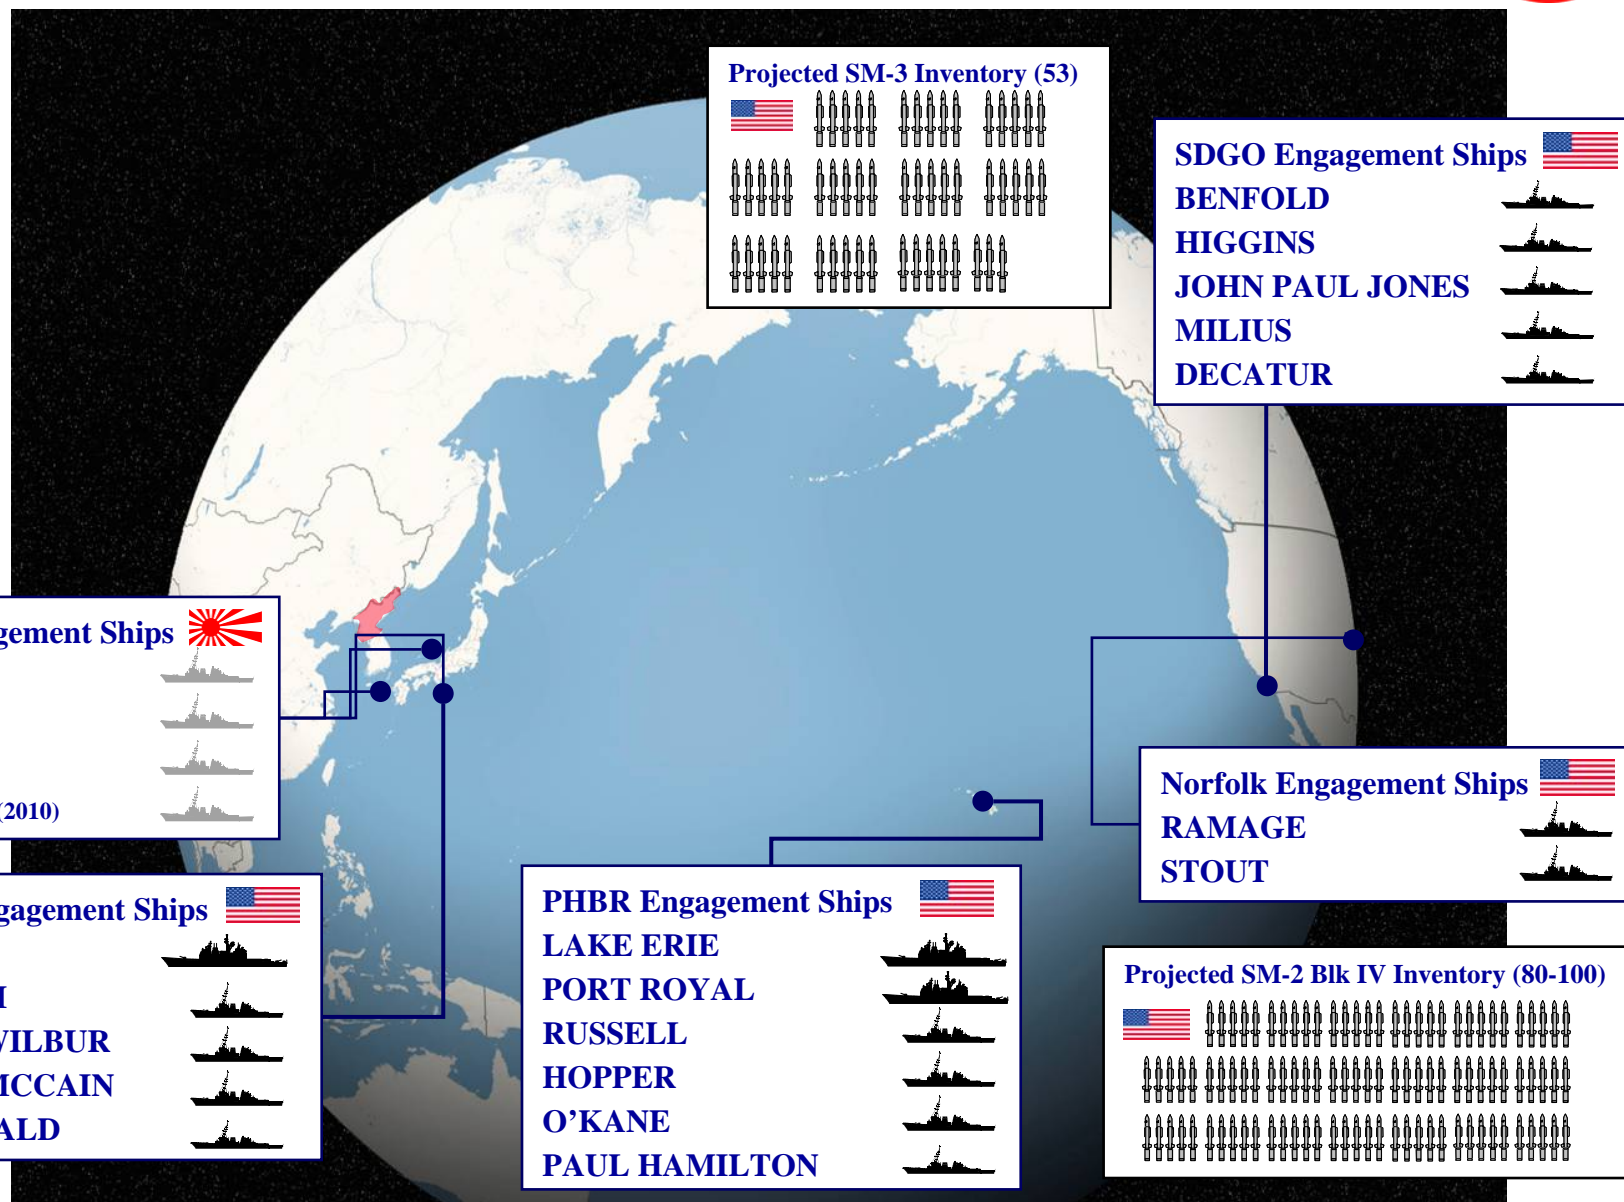 Projected SM-3 Inventory (53)
SDGO Engagement Ships
BENFOLD
HIGGINS
JOHN PAUL JONES
MILIUS
DECATUR
gement Ships
(2010)
gagement Ships
WILBUR
MCCAIN
ALD
PHBR Engagement Ships
LAKE ERIE
PORT ROYAL
RUSSELL
HOPPER
O’KANE
PAUL HAMILTON
Norfolk Engagement Ships
RAMAGE
STOUT
Projected SM-2 Blk IV Inventory (80-100)